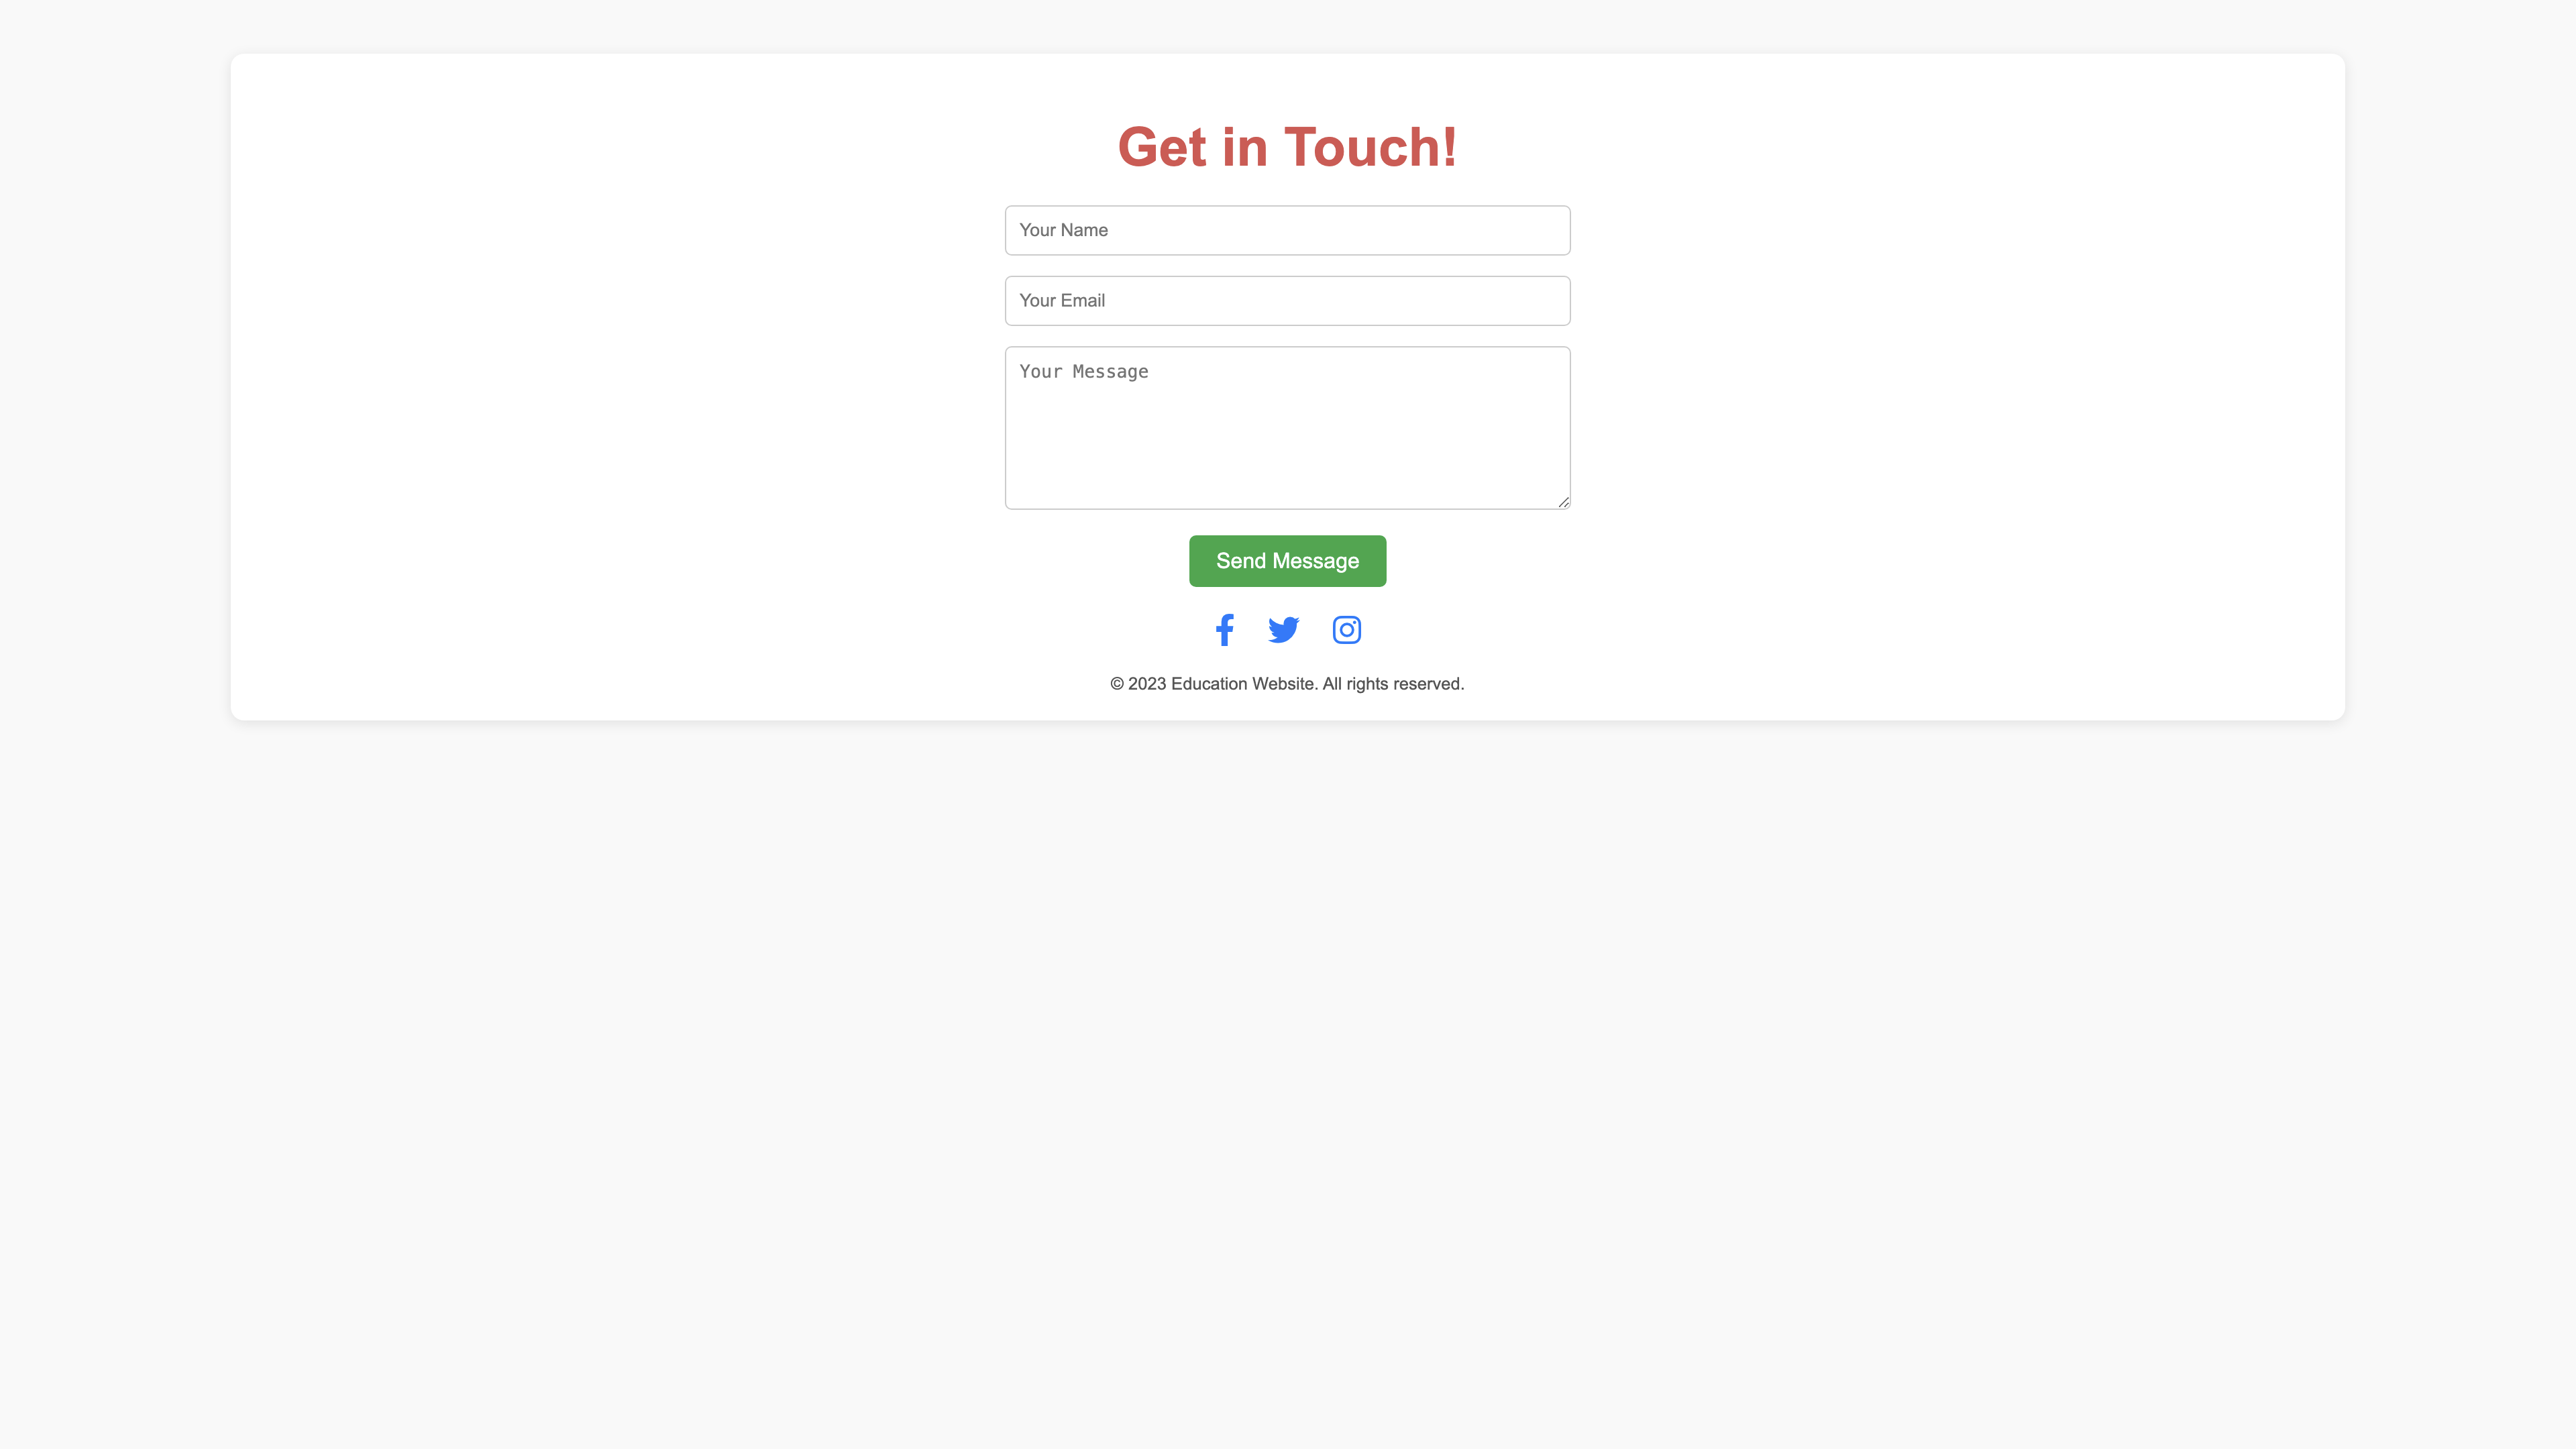 Get in Touch!
Your Name
Your Email
Your Message
Send Message
© 2023 Education Website. All rights reserved.